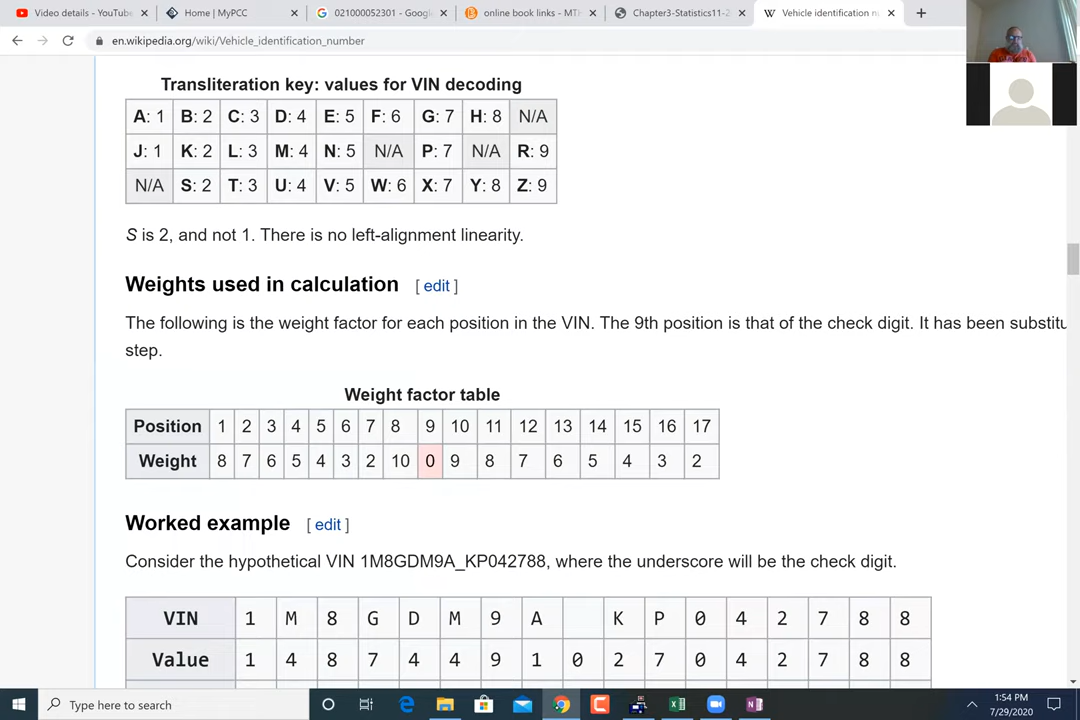 Video details - YouTube
Home | MyPCC
021000052301 - Google
online book links - MTH
Chapter3-Statistics11-2
Vehicle identification n
en.wikipedia.org/wiki/Vehicle_identification_number
Transliteration key: values for VIN decoding
A: 1 B: 2 C: 3 D: 4 E: 5 F: 6 G: 7 H: 8 N/A
J: 1 K: 2 L: 3 M: 4 N: 5 N/A P: 7 N/A R: 9
N/A S: 2 T: 3 U: 4 V: 5 W: 6 X: 7 Y: 8 Z: 9
S is 2, and not 1. There is no left-alignment linearity.
Weights used in calculation [ edit ]
The following is the weight factor for each position in the VIN. The 9th position is that of the check digit. It has been substitu
step.
Weight factor table
Position 1 2 3 4 5 6 7 8 9 10 11 12 13 14 15 16 17
Weight 8 7 6 5 4 3 2 10 0 9 8 7 6 5 4 3 2
Worked example [ edit ]
Consider the hypothetical VIN 1M8GDM9A_KP042788, where the underscore will be the check digit.
VIN 1 M 8 G D M 9 A K P 0 4 2 7 8 8
Value 1 4 8 7 4 4 9 1 0 2 7 0 4 2 7 8 8
Type here to search
1:54 PM
7/29/2020